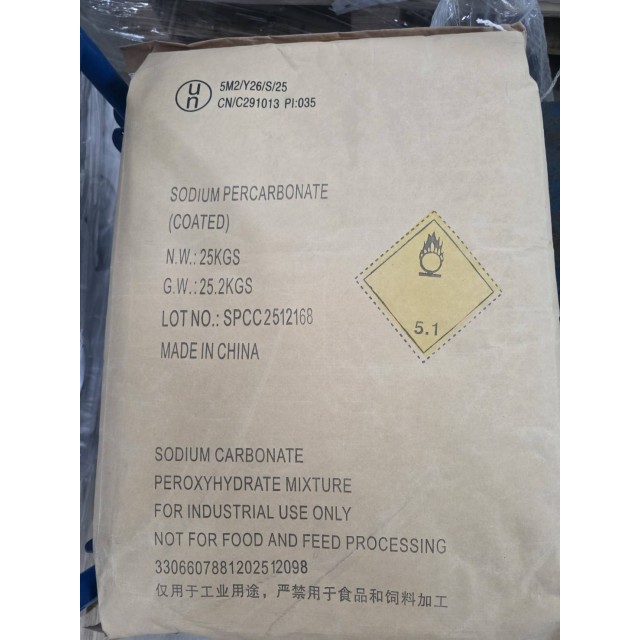 un
5M2/Y26/S/25
CN/C291013 PI:035
SODIUM PERCARBONATE
(COATED)
N.W.: 25KGS
G.W.: 25.2KGS
LOT NO.: SPCC2512168
MADE IN CHINA
5.1
SODIUM CARBONATE
PEROXYHYDRATE MIXTURE
FOR INDUSTRIAL USE ONLY
NOT FOR FOOD AND FEED PROCESSING
3306607881202512098
仅用于工业用途，严禁用于食品和饲料加工